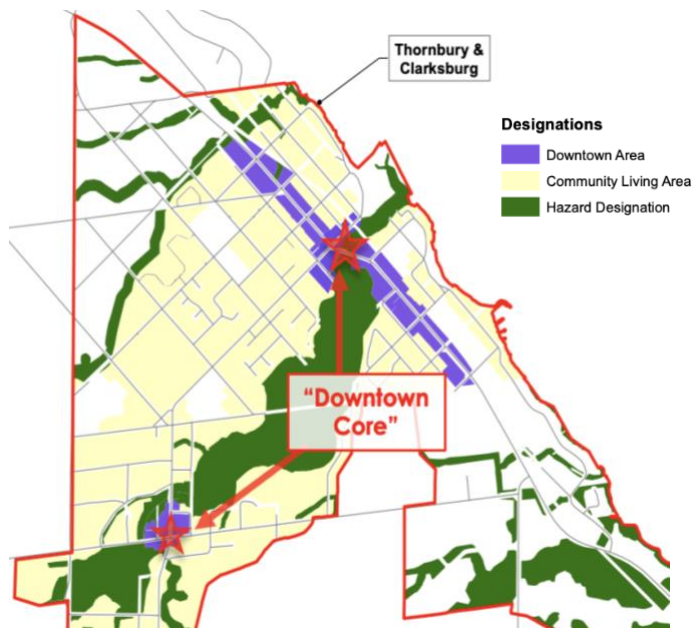 Thornbury &
Clarksburg
Designations
Downtown Area
Community Living Area
Hazard Designation
“Downtown
Core”